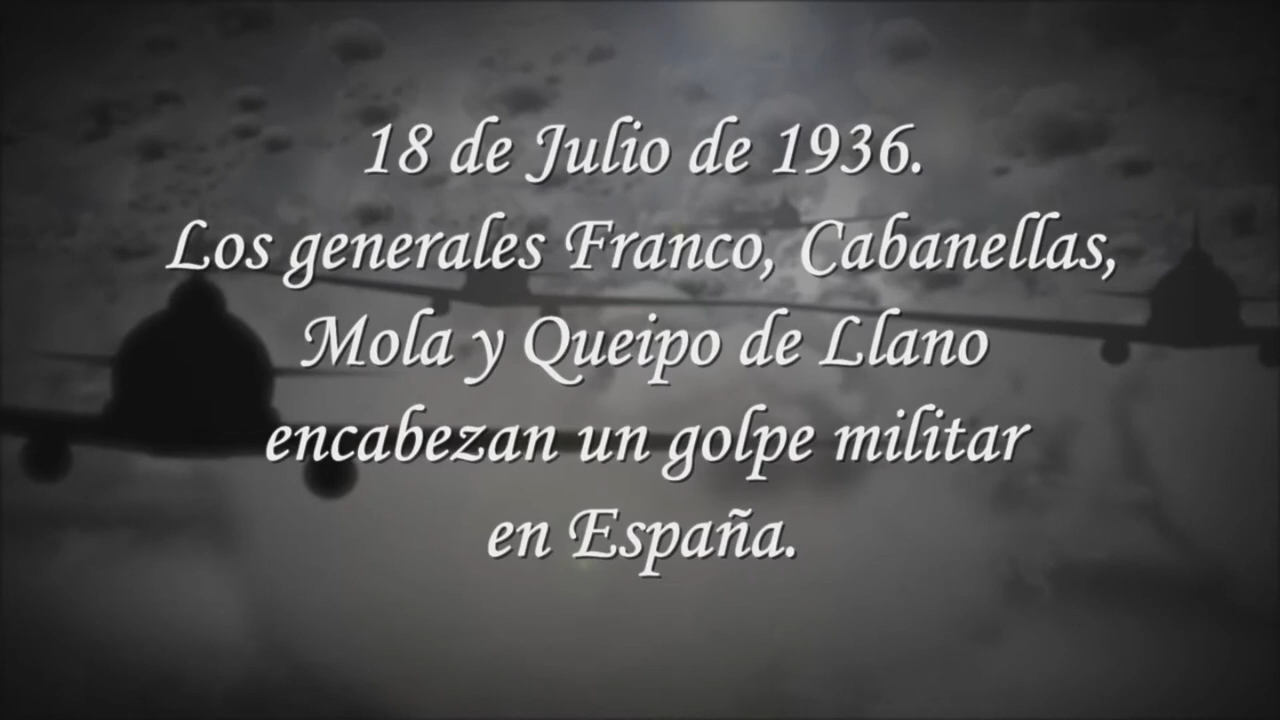 18 de Julio de 1936.
Los generales Franco, Cabanellas,
Mola y Queipo de Llano
encabezan un golpe militar
en España.